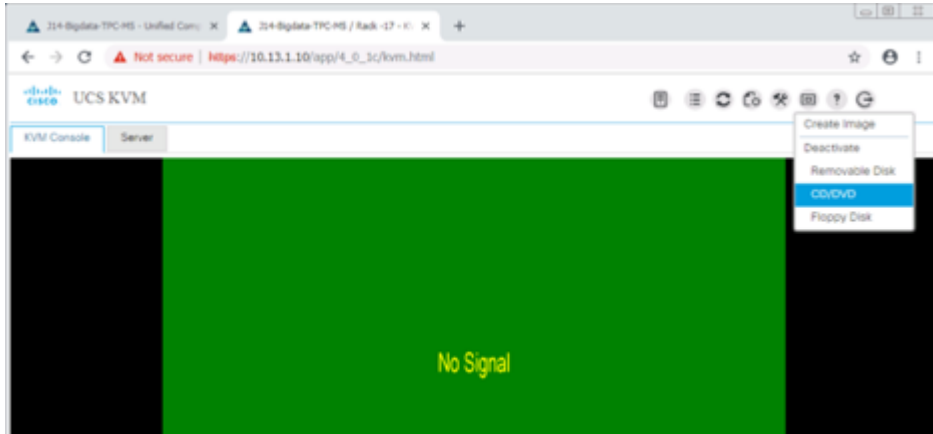 J14-Bigdata-TPC-MS - Unified Com
J14-Bigdata-TPC-MS / Rack -17 -
Not secure | https://10.13.1.10/app/4_0_1c/kvm.html
CISCO UCS KVM
KVM Console Server
Create Image
Deactivate
Removable Disk
CD/DVD
Floppy Disk
No Signal